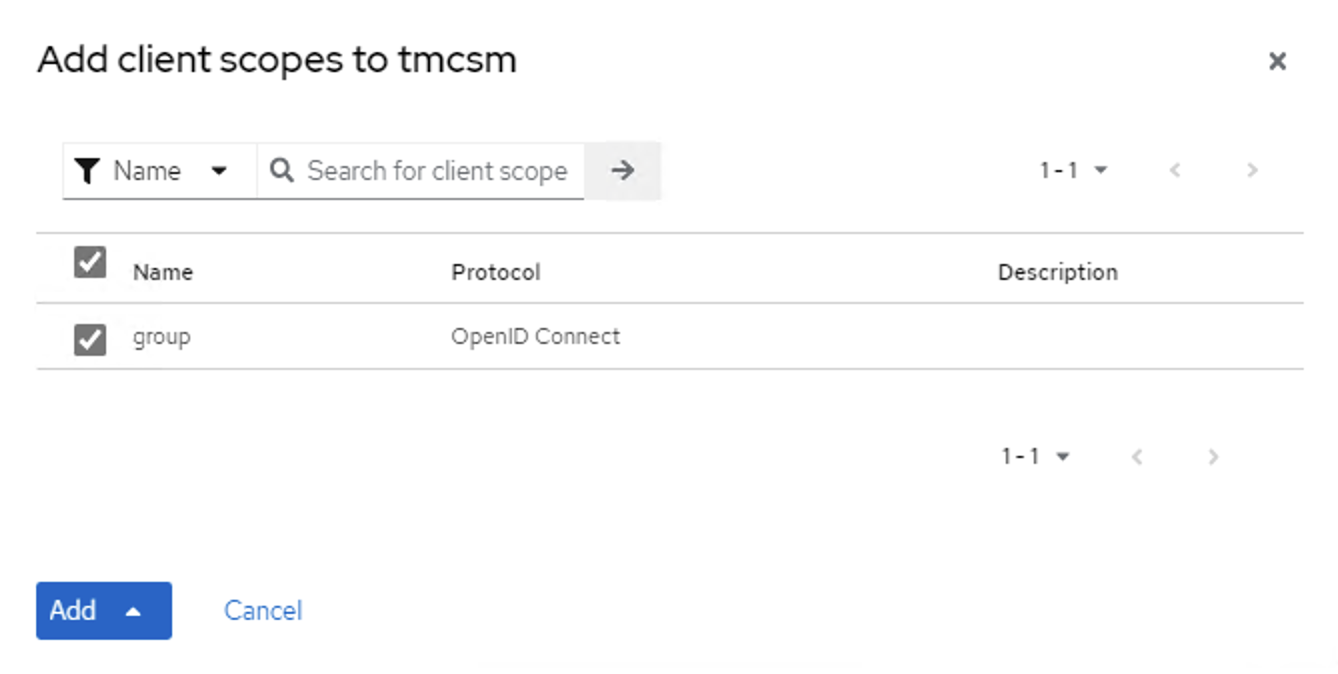 Add client scopes to tmcsm
Name Search for client scope 1 - 1
Name Protocol Description
group OpenID Connect
1 - 1
Add Cancel